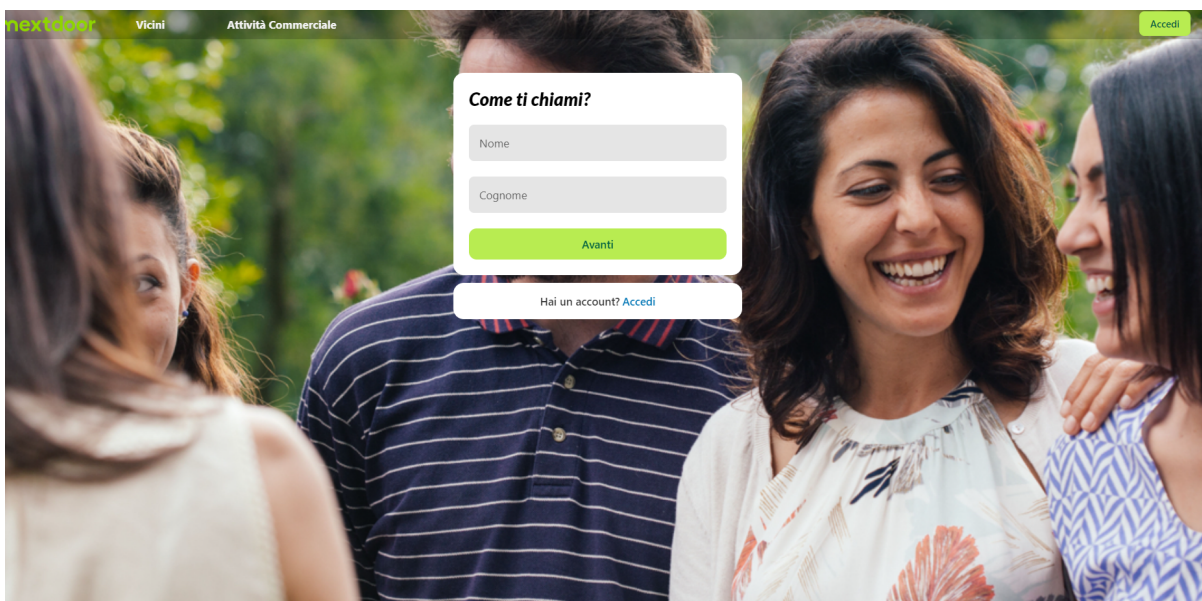 nextdoor
Vicini
Attività Commerciale
Accedi
Come ti chiami?
Nome
Cognome
Avanti
Hai un account? Accedi